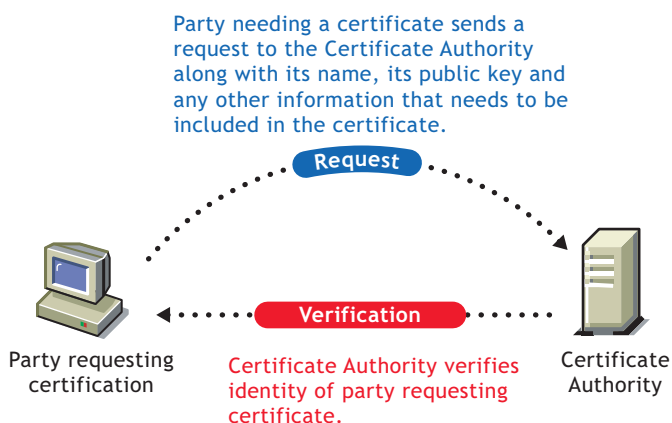 Party needing a certificate sends a
request to the Certificate Authority
along with its name, its public key and
any other information that needs to be
included in the certificate.
Request
Verification
Party requesting
certification
Certificate Authority verifies
identity of party requesting
certificate.
Certificate
Authority